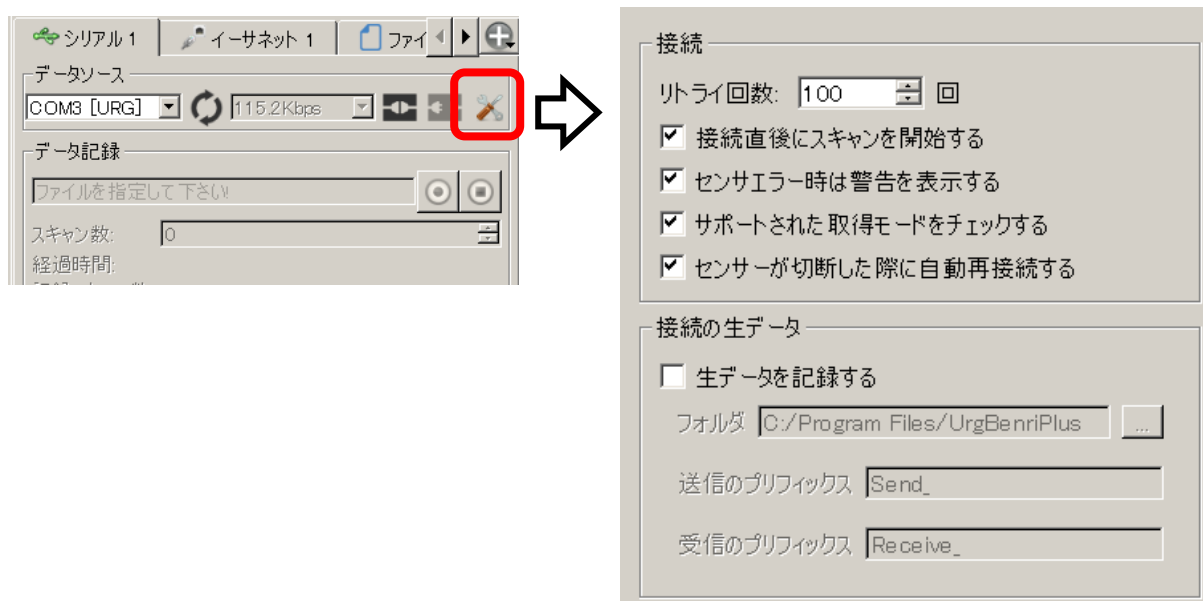 シリアル 1
イーサネット 1
ファイ
データソース
COM3 [URG]
115.2Kbps
データ記録
ファイルを指定して下さい!
スキャン数: 0
経過時間:
接続
リトライ回数: 100 回
接続直後にスキャンを開始する
センサエラー時は警告を表示する
サポートされた取得モードをチェックする
センサーが切断した際に自動再接続する
接続の生データ
生データを記録する
フォルダ C:/Program Files/UrgBenriPlus ...
送信のプリフィックス Send_
受信のプリフィックス Receive_